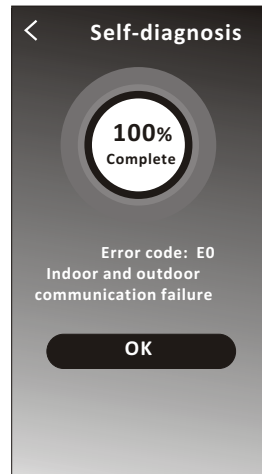 Self-diagnosis
100%
Complete
Error code: E0
Indoor and outdoor
communication failure
OK